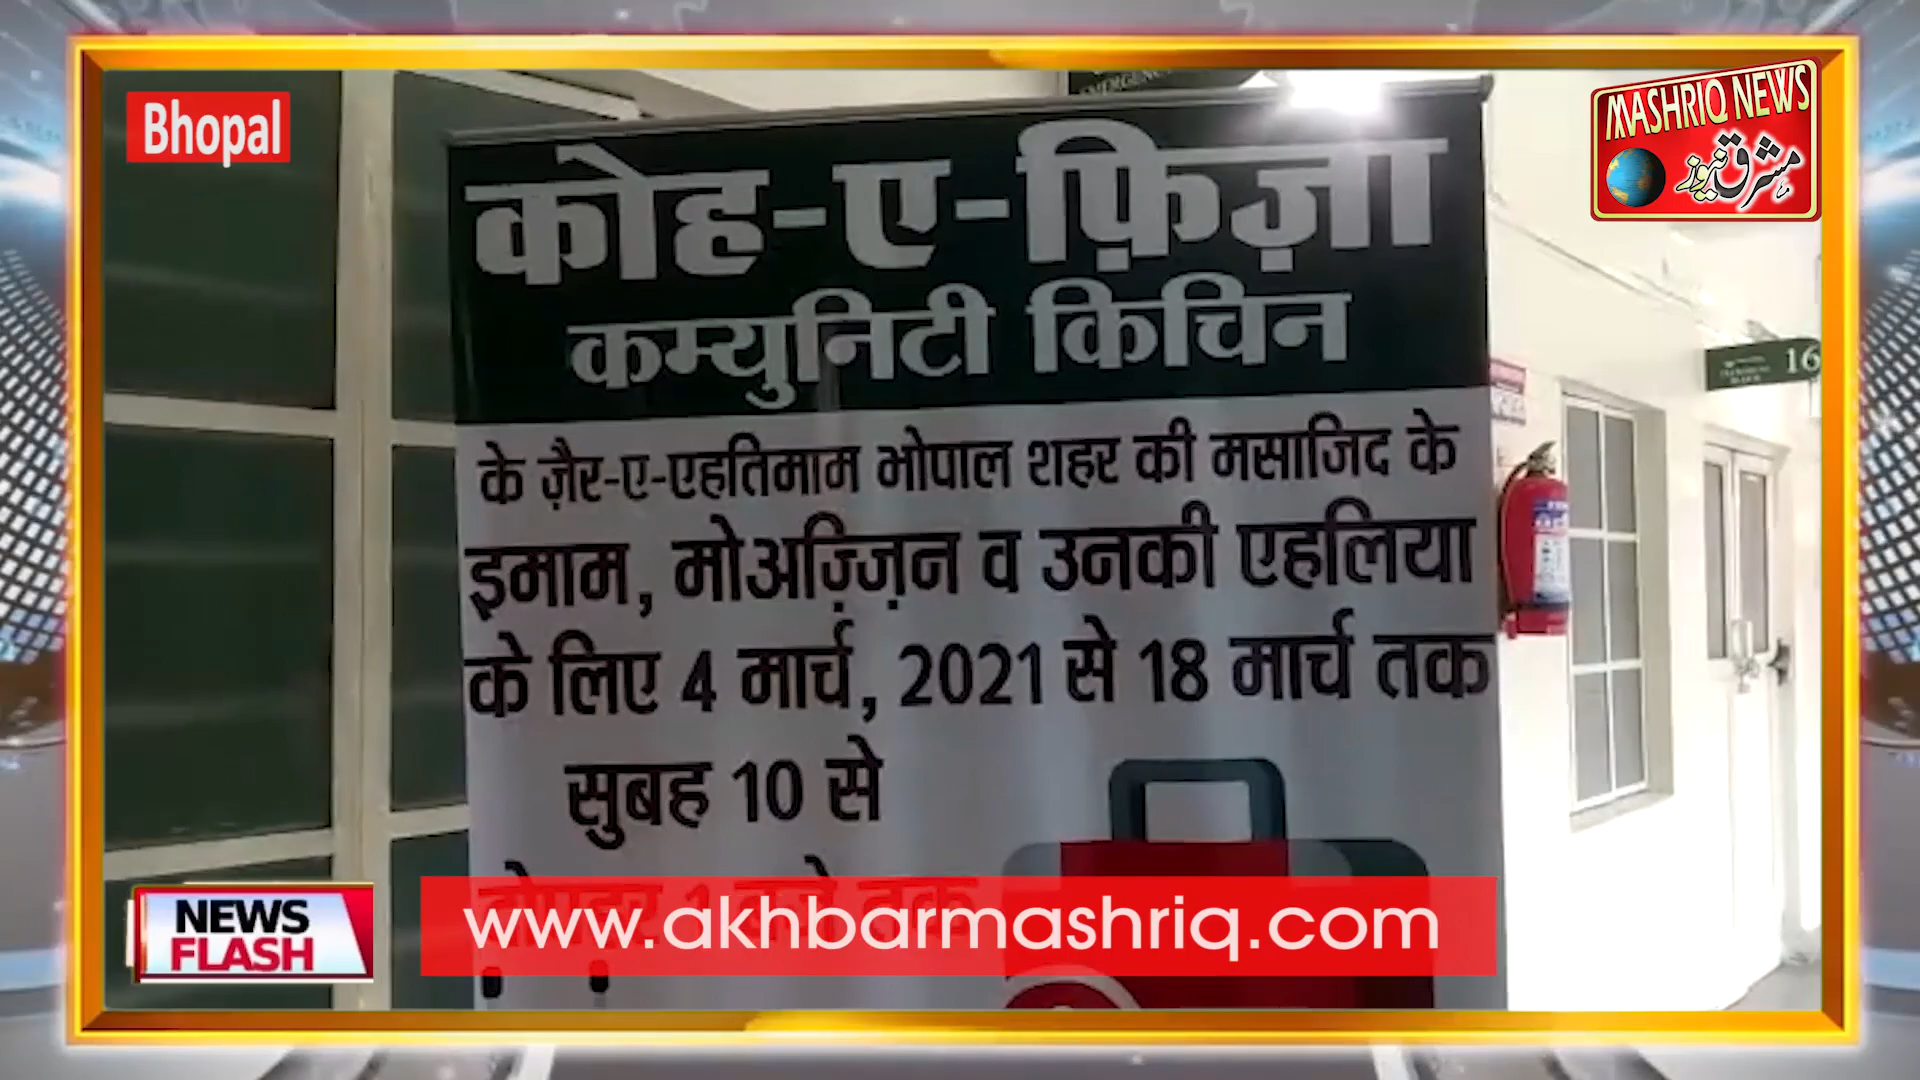 Bhopal
MASHRIQ NEWS
مشرق نیوز
कोह-ए-फ़िज़ा
कम्युनिटी किचिन
के ज़ैर-ए-एहतिमाम भोपाल शहर की मसाजिद के
इमाम, मोअज़्ज़िन व उनकी एहलिया
के लिए 4 मार्च, 2021 से 18 मार्च तक
सुबह 10 से
16
NEWS
FLASH
www.akhbarmashriq.com